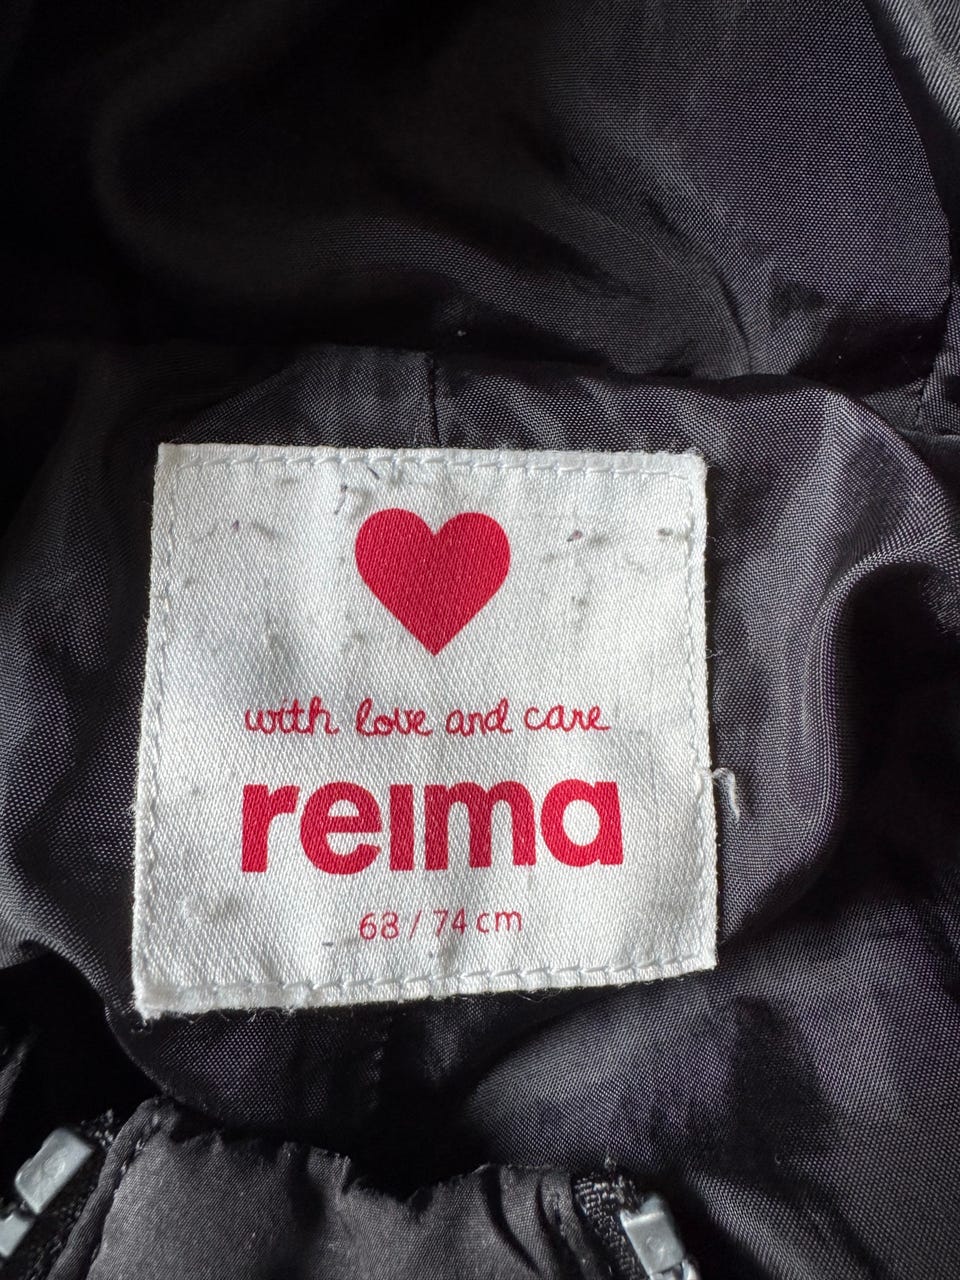 with love and care
reima
68 / 74 cm